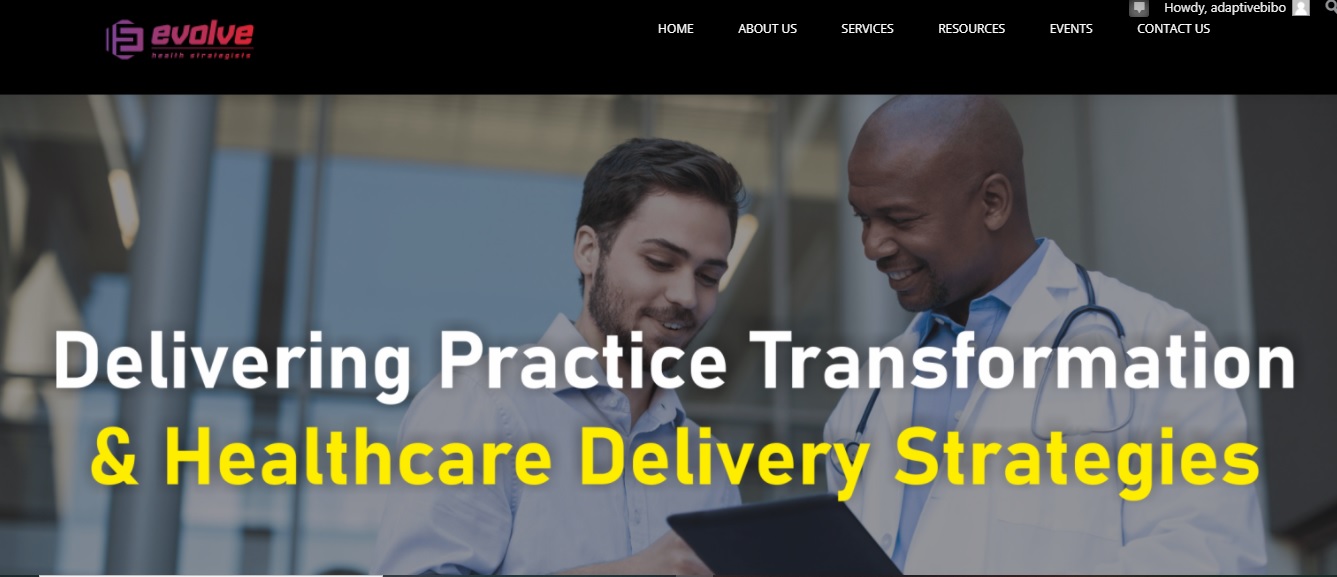 Howdy, adaptivebibo
evolve
health strategists
HOME ABOUT US SERVICES RESOURCES EVENTS CONTACT US
Delivering Practice Transformation
& Healthcare Delivery Strategies